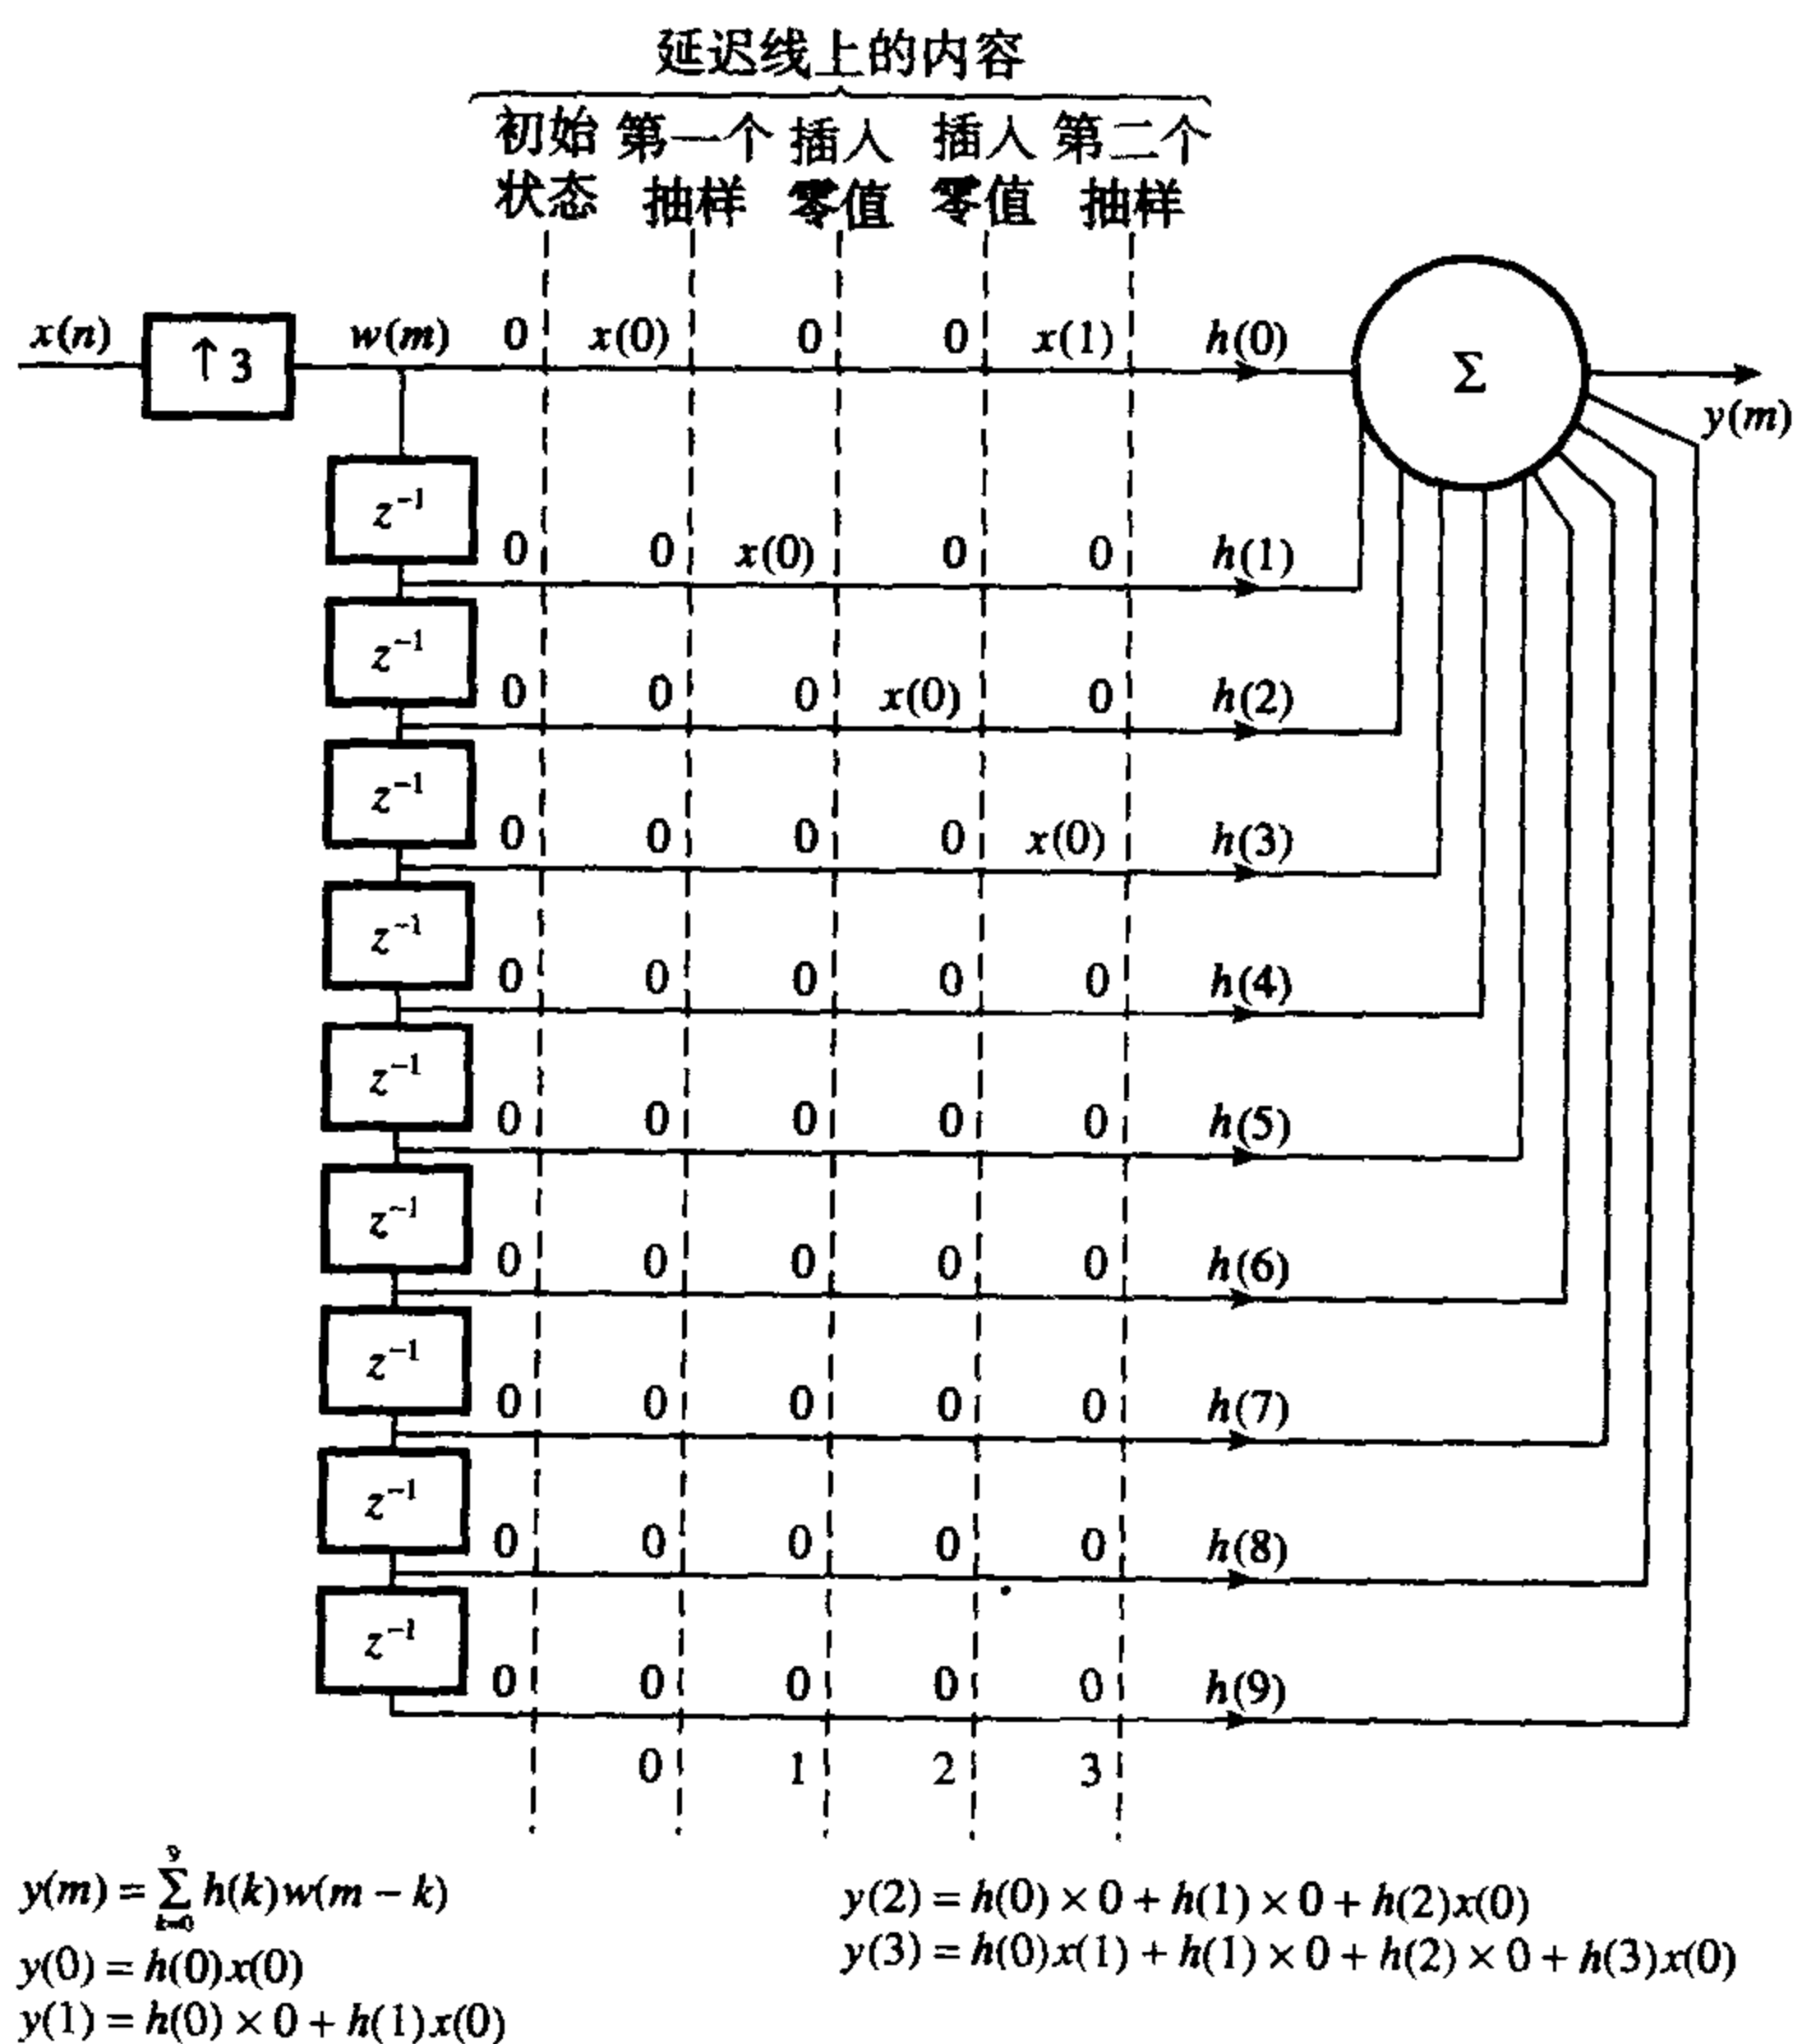 延迟线上的内容
初始 第一个 插入 插入 第二个
状态 抽样 零值 零值 抽样
x(n) ↑3 w(m) 0 x(0) 0 0 x(1) h(0) Σ
y(m)
z⁻¹
0 0 x(0) 0 0 h(1)
z⁻¹
0 0 0 x(0) 0 h(2)
z⁻¹
0 0 0 0 x(0) h(3)
z⁻¹
0 0 0 0 0 h(4)
z⁻¹
0 0 0 0 0 h(5)
z⁻¹
0 0 0 0 0 h(6)
z⁻¹
0 0 0 0 0 h(7)
z⁻¹
0 0 0 0 0 h(8)
z⁻¹
0 0 0 0 0 h(9)
0 1 2 3
y(m) = Σ_{k=0}^{9} h(k)w(m − k)
y(0) = h(0)x(0)
y(1) = h(0) × 0 + h(1)x(0)
y(2) = h(0) × 0 + h(1) × 0 + h(2)x(0)
y(3) = h(0)x(1) + h(1) × 0 + h(2) × 0 + h(3)x(0)